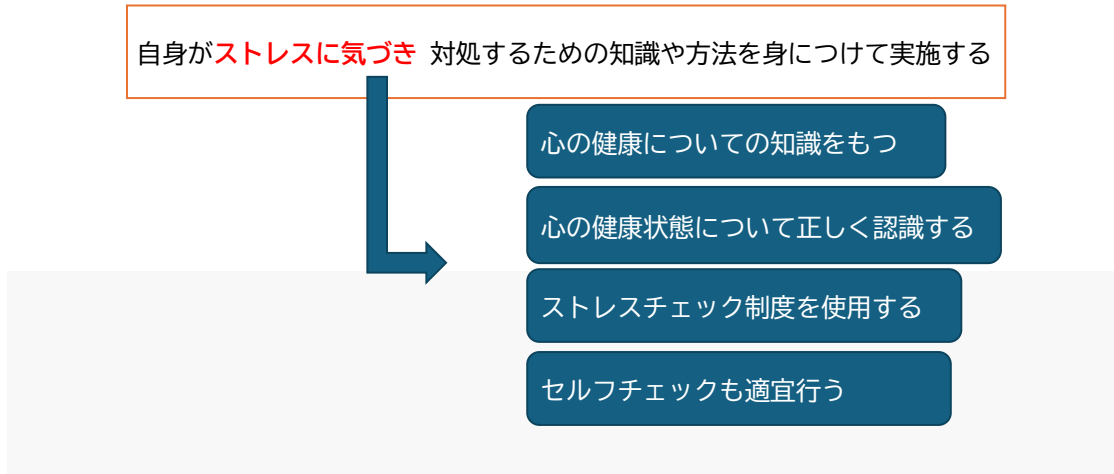 自身がストレスに気づき 対処するための知識や方法を身につけて実施する
心の健康についての知識をもつ
心の健康状態について正しく認識する
ストレスチェック制度を使用する
セルフチェックも適宜行う